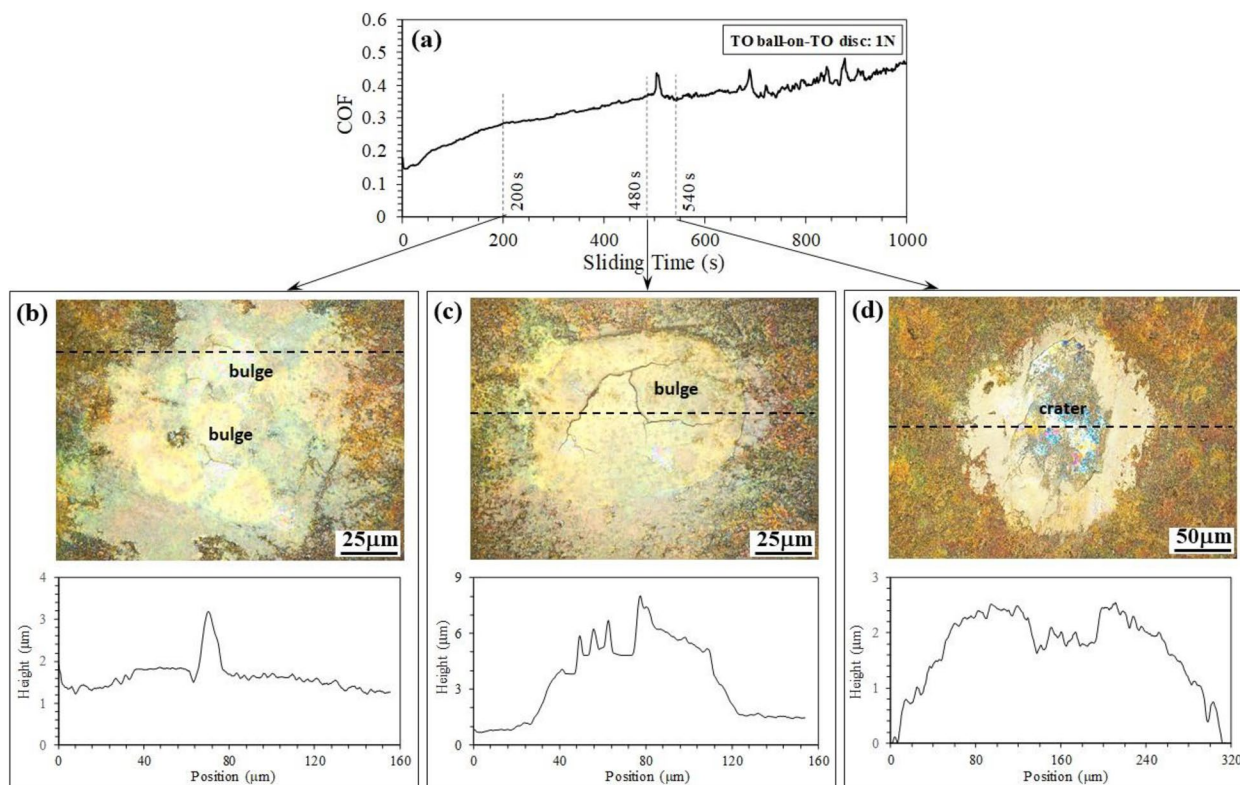 (a)
TO ball-on-TO disc: 1N
COF
0.6
0.5
0.4
0.3
0.2
0.1
0
200 s
480 s
540 s
0
200
400
600
800
1000
Sliding Time (s)
(b)
bulge
bulge
25μm
Height (μm)
4
3
2
1
0
0
40
80
120
160
Position (μm)
(c)
bulge
25μm
Height (μm)
9
6
3
0
0
40
80
120
160
Position (μm)
(d)
crater
50μm
Height (μm)
3
2
1
0
0
80
160
240
320
Position (μm)